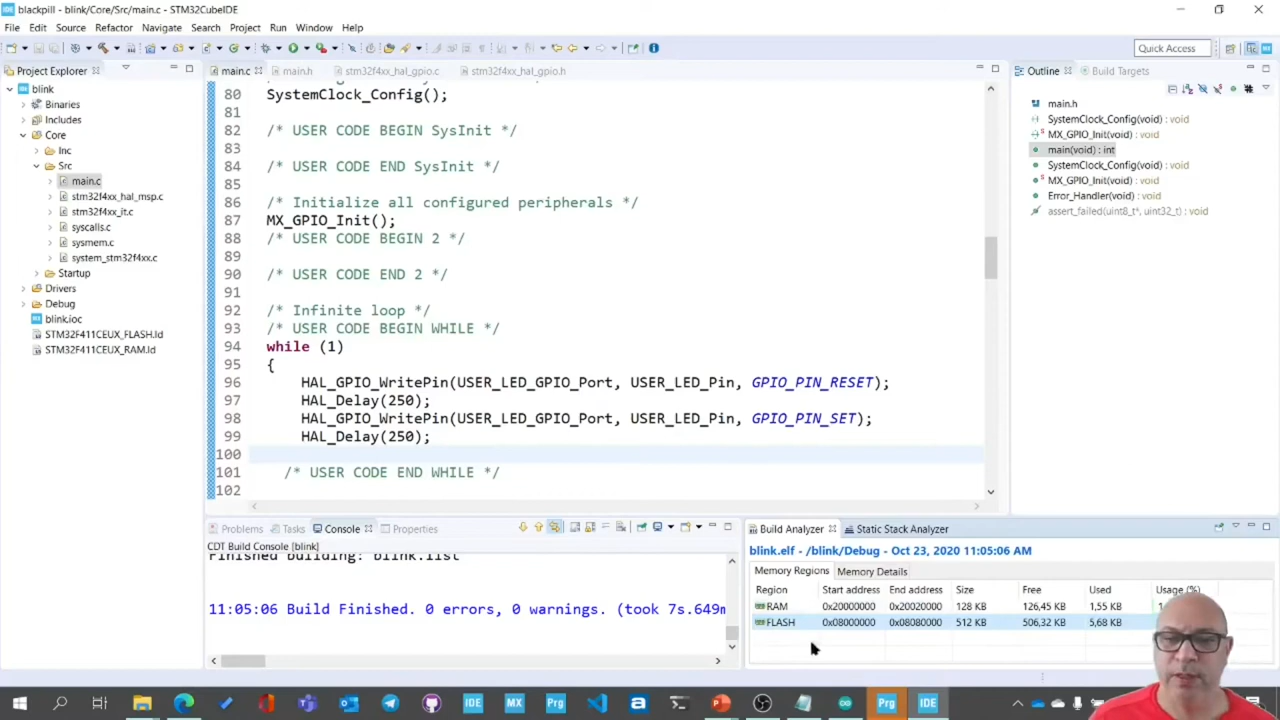 blackpill - blink/Core/Src/main.c - STM32CubeIDE
File Edit Source Refactor Navigate Search Project Run Window Help
Quick Access
Project Explorer
blink
Binaries
Includes
Core
Inc
Src
main.c
stm32f4xx_hal_msp.c
stm32f4xx_it.c
syscalls.c
sysmem.c
system_stm32f4xx.c
Startup
Drivers
Debug
blink.ioc
STM32F411CEUX_FLASH.ld
STM32F411CEUX_RAM.ld
main.c main.h stm32f4xx_hal_gpio.c stm32f4xx_hal_gpio.h
80 SystemClock_Config();
81
82 /* USER CODE BEGIN SysInit */
83
84 /* USER CODE END SysInit */
85
86 /* Initialize all configured peripherals */
87 MX_GPIO_Init();
88 /* USER CODE BEGIN 2 */
89
90 /* USER CODE END 2 */
91
92 /* Infinite loop */
93 /* USER CODE BEGIN WHILE */
94 while (1)
95 {
96 HAL_GPIO_WritePin(USER_LED_GPIO_Port, USER_LED_Pin, GPIO_PIN_RESET);
97 HAL_Delay(250);
98 HAL_GPIO_WritePin(USER_LED_GPIO_Port, USER_LED_Pin, GPIO_PIN_SET);
99 HAL_Delay(250);
100
101 /* USER CODE END WHILE */
102
Outline Build Targets
main.h
SystemClock_Config(void) : void
MX_GPIO_Init(void) : void
main(void) : int
SystemClock_Config(void) : void
MX_GPIO_Init(void) : void
Error_Handler(void) : void
assert_failed(uint8_t*, uint32_t) : void
Problems Tasks Console Properties
CDT Build Console [blink]
Finished building: blink.list
11:05:06 Build Finished. 0 errors, 0 warnings. (took 7s.649m
Build Analyzer Static Stack Analyzer
blink.elf - /blink/Debug - Oct 23, 2020 11:05:06 AM
Memory Regions Memory Details
Region Start address End address Size Free Used Usage (%)
RAM 0x20000000 0x20020000 128 KB 126,45 KB 1,55 KB
FLASH 0x08000000 0x08080000 512 KB 506,32 KB 5,68 KB
IDE MX Prg Prg IDE